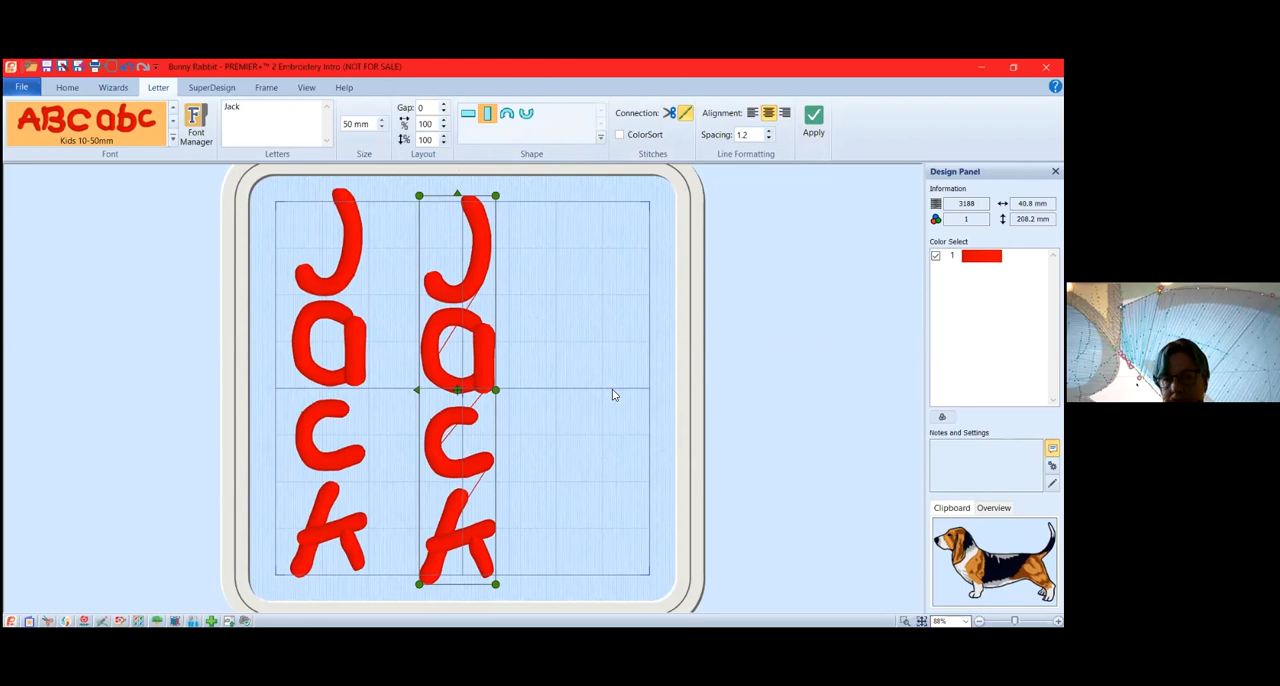 Bunny Rabbit - PREMIER+™ 2 Embroidery Intro (NOT FOR SALE)
File Home Wizards Letter SuperDesign Frame View Help
ABC abc
Kids 10-50mm
Font
Font Manager
Jack
Letters
50 mm
Size
Gap: 0
% 100
% 100
Layout
Shape
Connection:
ColorSort
Stitches
Alignment:
Spacing: 1.2
Line Formatting
Apply
Jack
Jack
Design Panel
Information
3188 40.8 mm
1 208.2 mm
Color Select
1
Notes and Settings
Clipboard Overview
88%